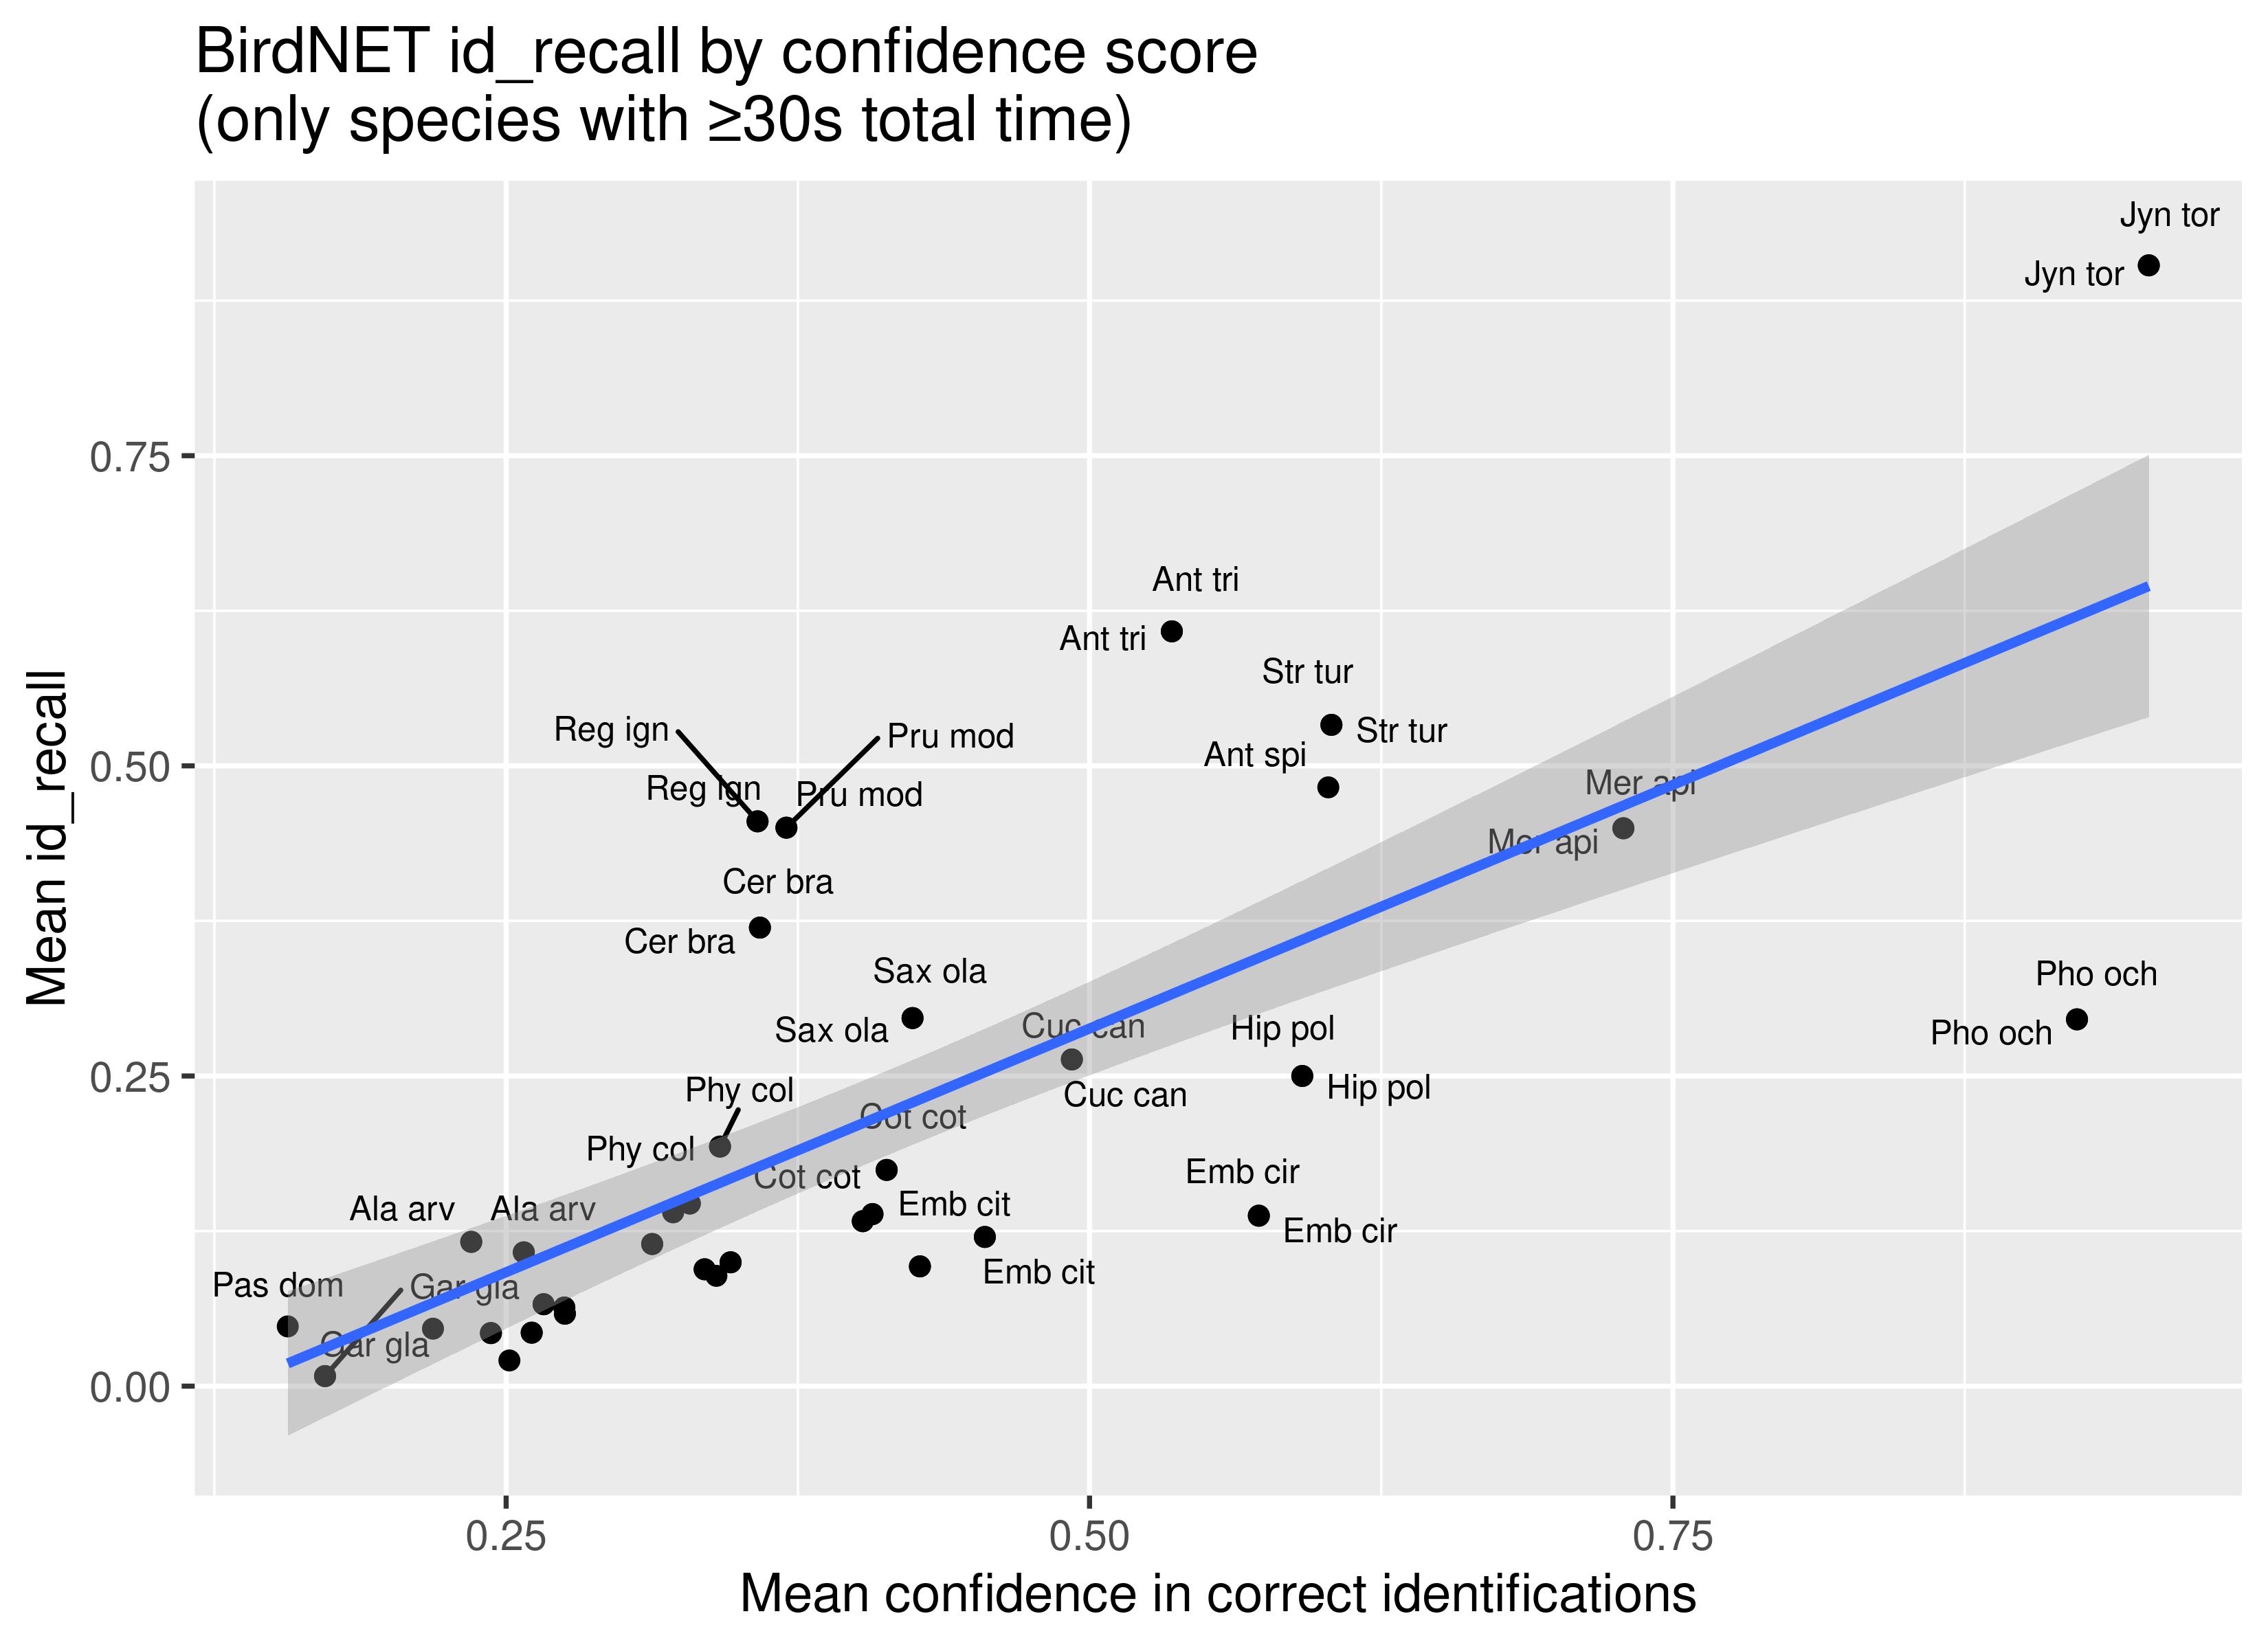 BirdNET id_recall by confidence score
(only species with ≥30s total time)
Jyn tor
Jyn tor
0.75
Ant tri
Ant tri
Str tur
Str tur
Reg ign
Pru mod
Ant spi
0.50
Mer api
Reg ign
Pru mod
Mer api
Cer bra
Cer bra
Sax ola
Pho och
Sax ola
Cuc can
Hip pol
Pho och
0.25
Phy col
Hip pol
Cuc can
Cot cot
Phy col
Cot cot
Emb cir
Ala arv
Ala arv
Emb cit
Emb cir
Emb cit
Pas dom
Gar gla
Gar gla
0.00
0.25
0.50
0.75
Mean confidence in correct identifications
Mean id_recall